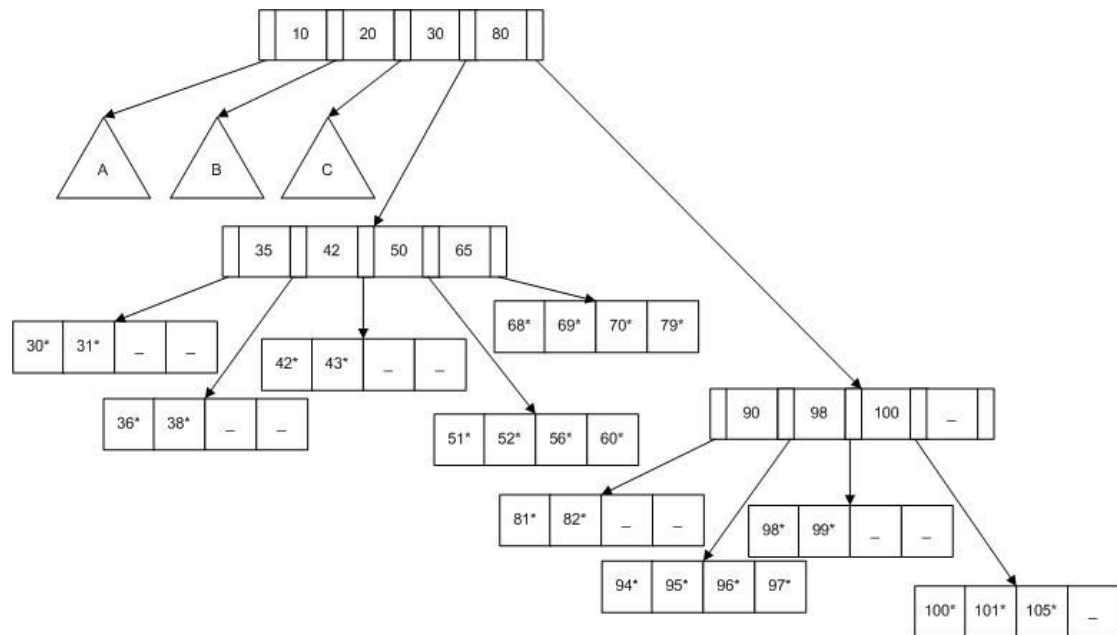 10 20 30 80
A B C
35 42 50 65
30* 31* _ _
68* 69* 70* 79*
42* 43* _ _
36* 38* _ _
51* 52* 56* 60*
90 98 100 _
81* 82* _ _
98* 99* _ _
94* 95* 96* 97*
100* 101* 105* _